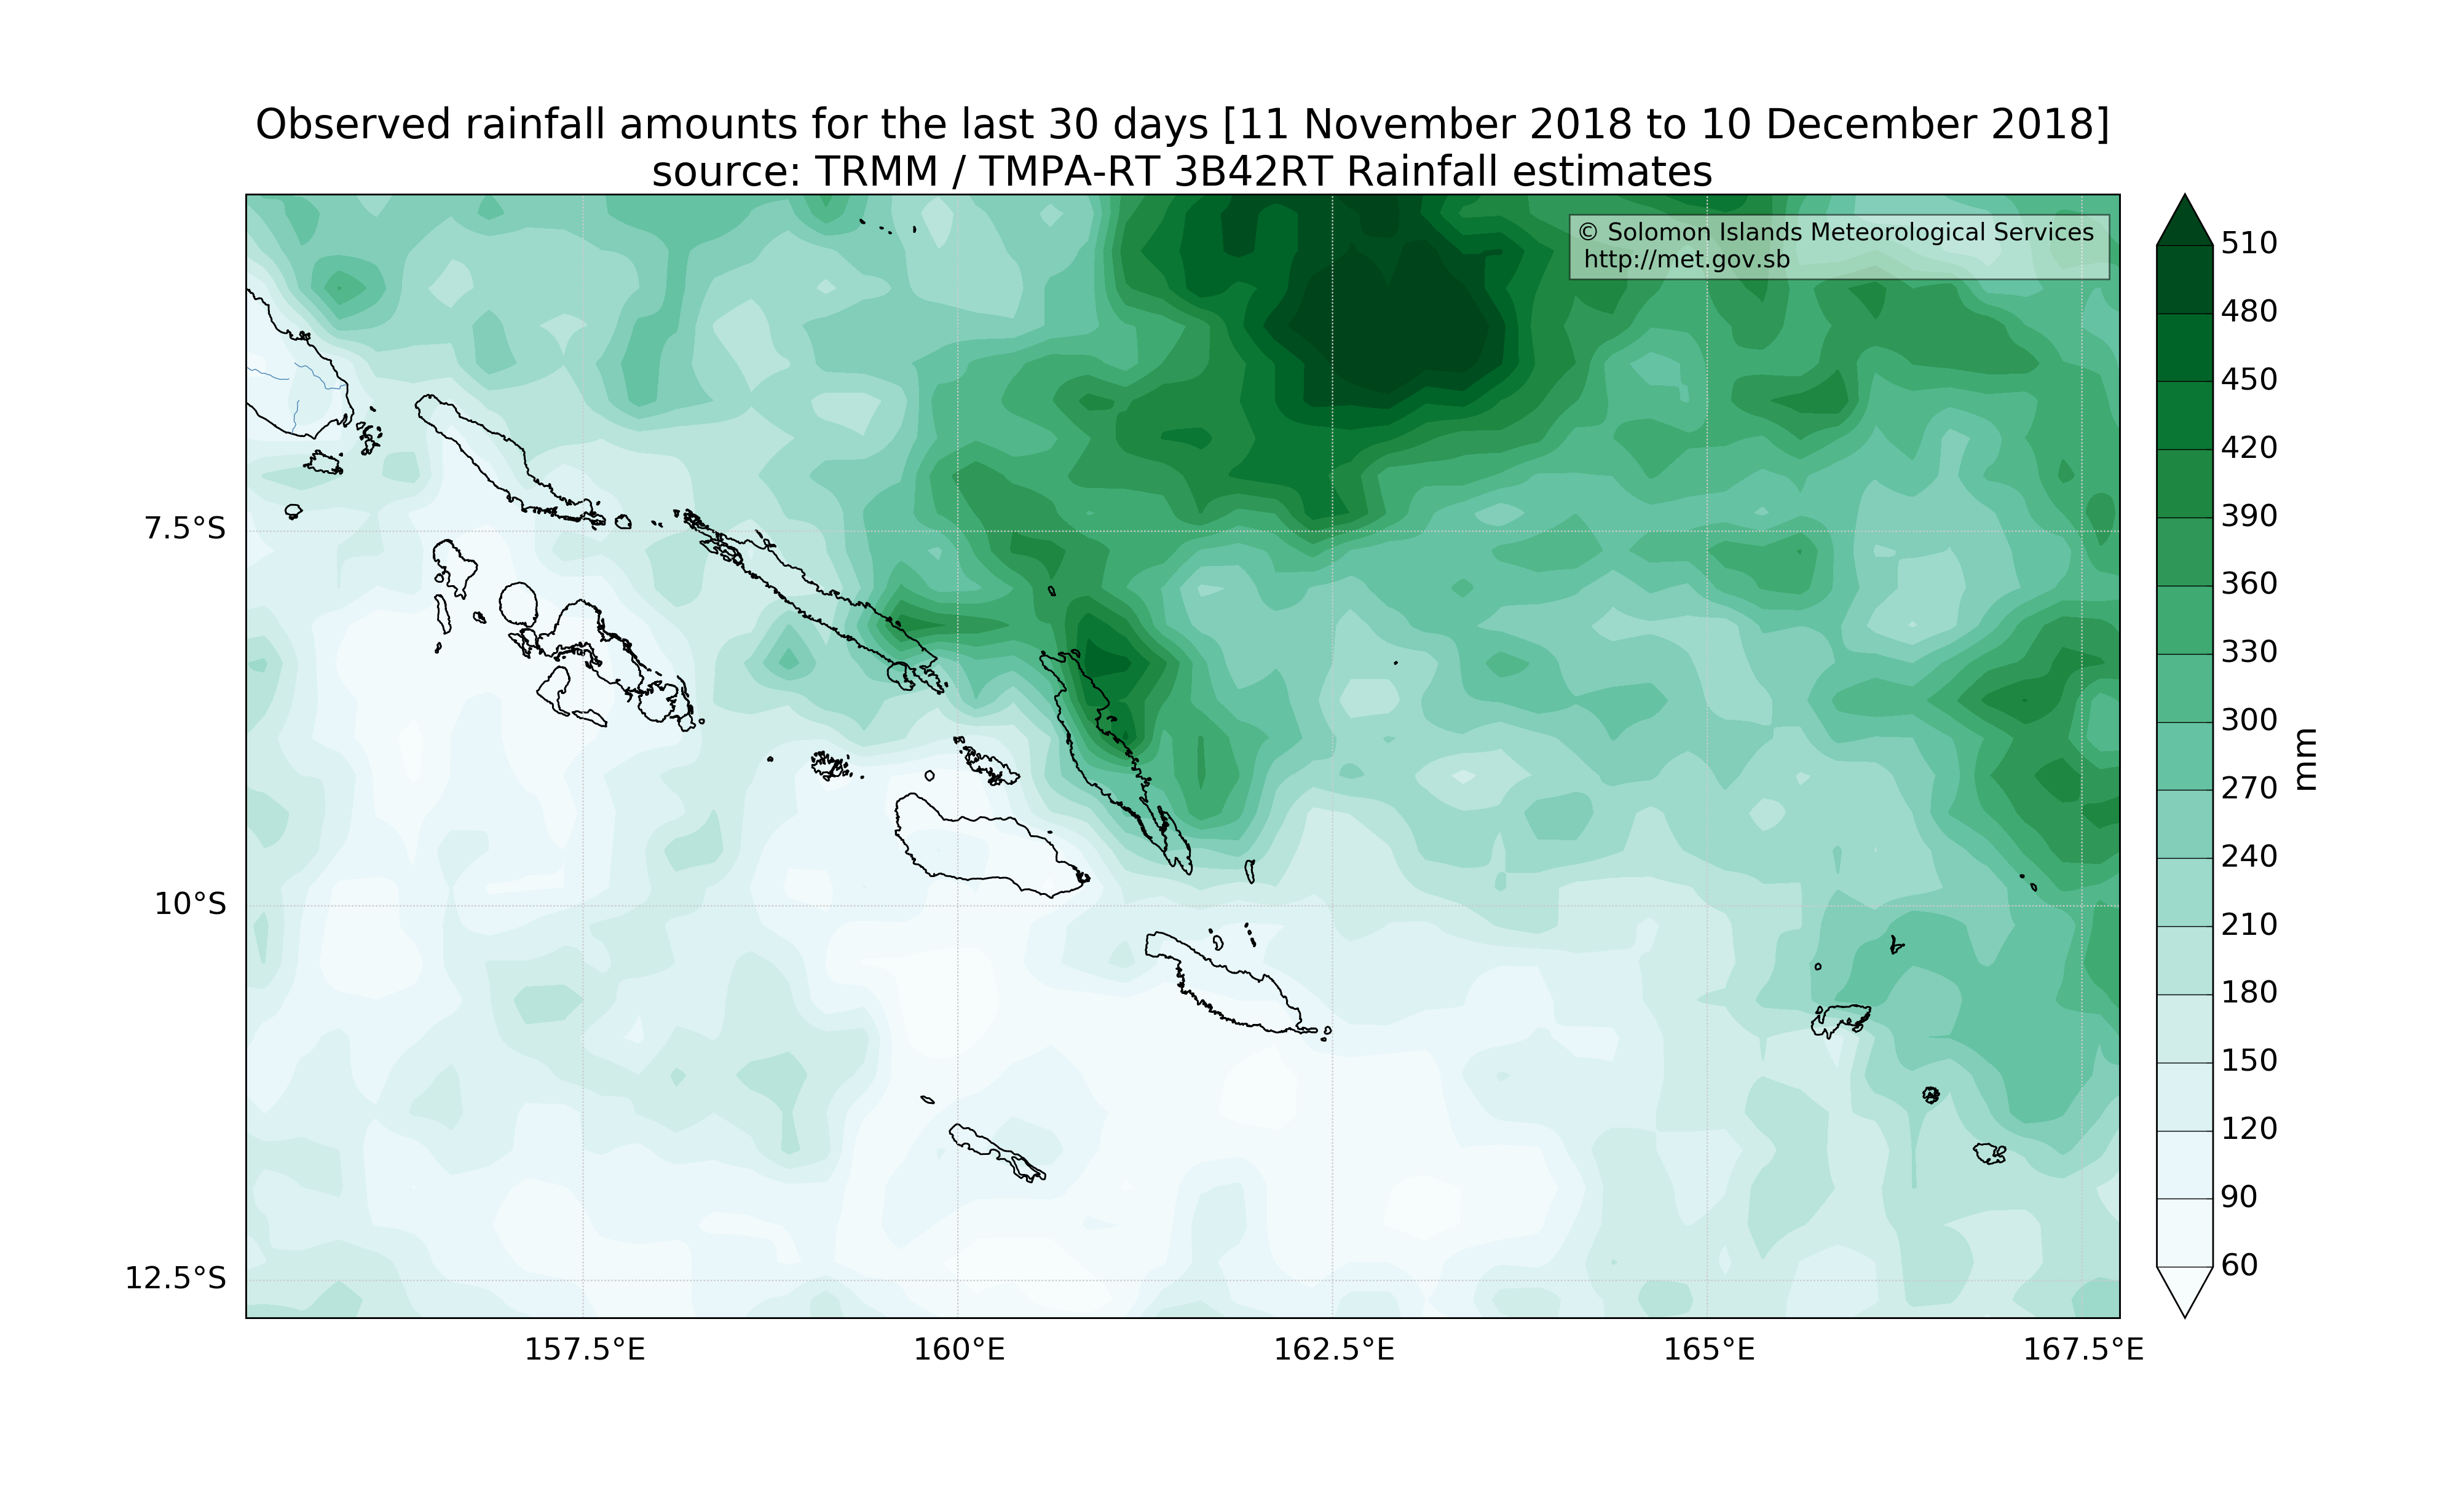 Observed rainfall amounts for the last 30 days [11 November 2018 to 10 December 2018]
source: TRMM / TMPA-RT 3B42RT Rainfall estimates
© Solomon Islands Meteorological Services
http://met.gov.sb
7.5°S
10°S
12.5°S
157.5°E
160°E
162.5°E
165°E
167.5°E
510
480
450
420
390
360
330
300
270
240
210
180
150
120
90
60
mm